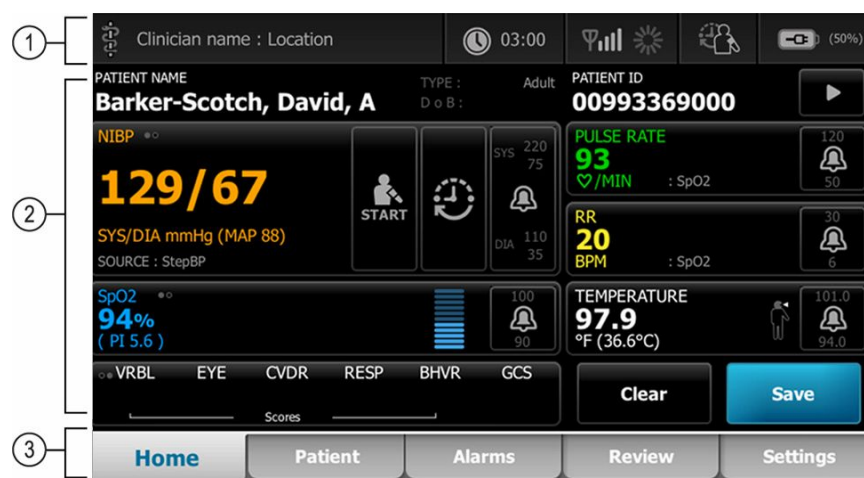 1
Clinician name : Location
03:00
(50%)
2
PATIENT NAME
TYPE : Adult
PATIENT ID
Barker-Scotch, David, A
D o B :
00993369000
NIBP
129/67
SYS/DIA mmHg (MAP 88)
SOURCE : StepBP
START
SYS 220
75
DIA 110
35
PULSE RATE
93
/MIN : SpO2
120
50
RR
20
BPM : SpO2
30
6
SpO2
94%
( PI 5.6 )
100
90
TEMPERATURE
97.9
°F (36.6°C)
101.0
94.0
VRBL EYE CVDR RESP BHVR GCS
Scores
Clear
Save
3
Home Patient Alarms Review Settings